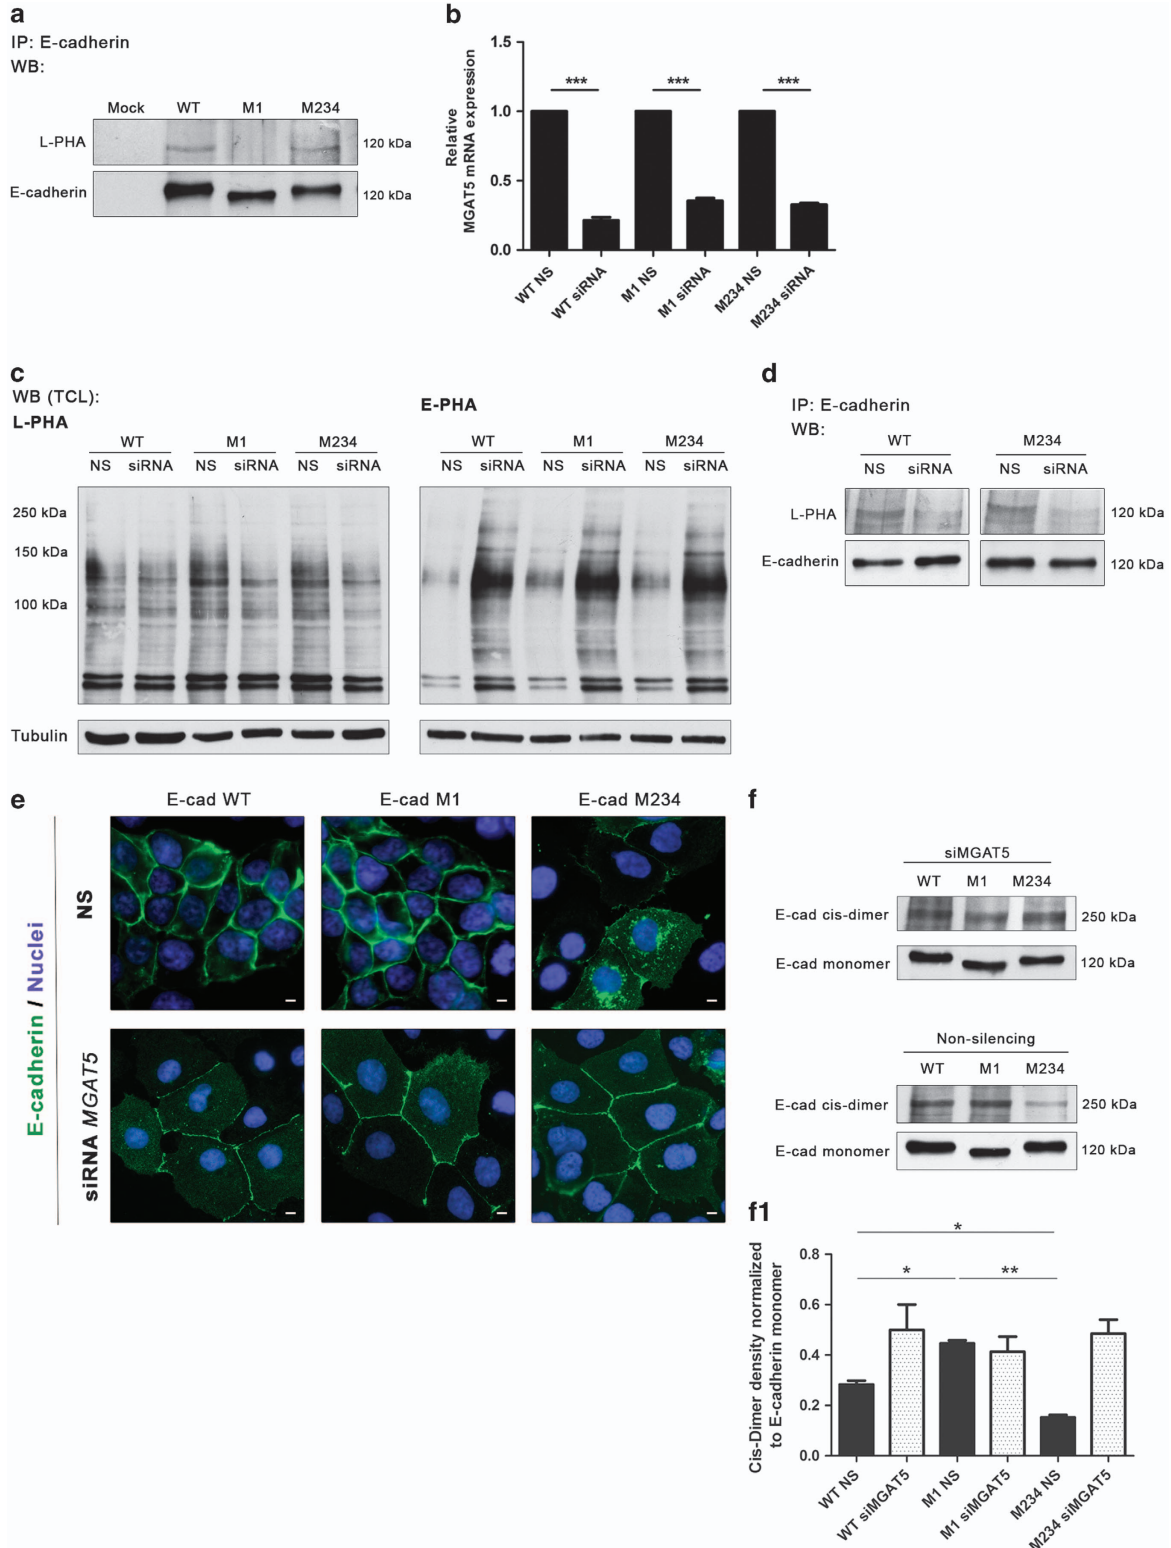 a
IP: E-cadherin
WB:
Mock WT M1 M234
L-PHA 120 kDa
E-cadherin 120 kDa
b
Relative
MGAT5 mRNA expression
1.5
1.0
0.5
0.0
*** *** ***
WT NS
WT siRNA
M1 NS
M1 siRNA
M234 NS
M234 siRNA
c
WB (TCL):
L-PHA
WT M1 M234
NS siRNA NS siRNA NS siRNA
250 kDa
150 kDa
100 kDa
Tubulin
E-PHA
WT M1 M234
NS siRNA NS siRNA NS siRNA
d
IP: E-cadherin
WB:
WT M234
NS siRNA NS siRNA
L-PHA 120 kDa
E-cadherin 120 kDa
e
E-cad WT E-cad M1 E-cad M234
E-cadherin / Nuclei
NS
siRNA MGAT5
f
siMGAT5
WT M1 M234
E-cad cis-dimer 250 kDa
E-cad monomer 120 kDa
Non-silencing
WT M1 M234
E-cad cis-dimer 250 kDa
E-cad monomer 120 kDa
f1
Cis-Dimer density normalized
to E-cadherin monomer
0.8
0.6
0.4
0.2
0.0
*
* **
WT NS
WT siMGAT5
M1 NS
M1 siMGAT5
M234 NS
M234 siMGAT5